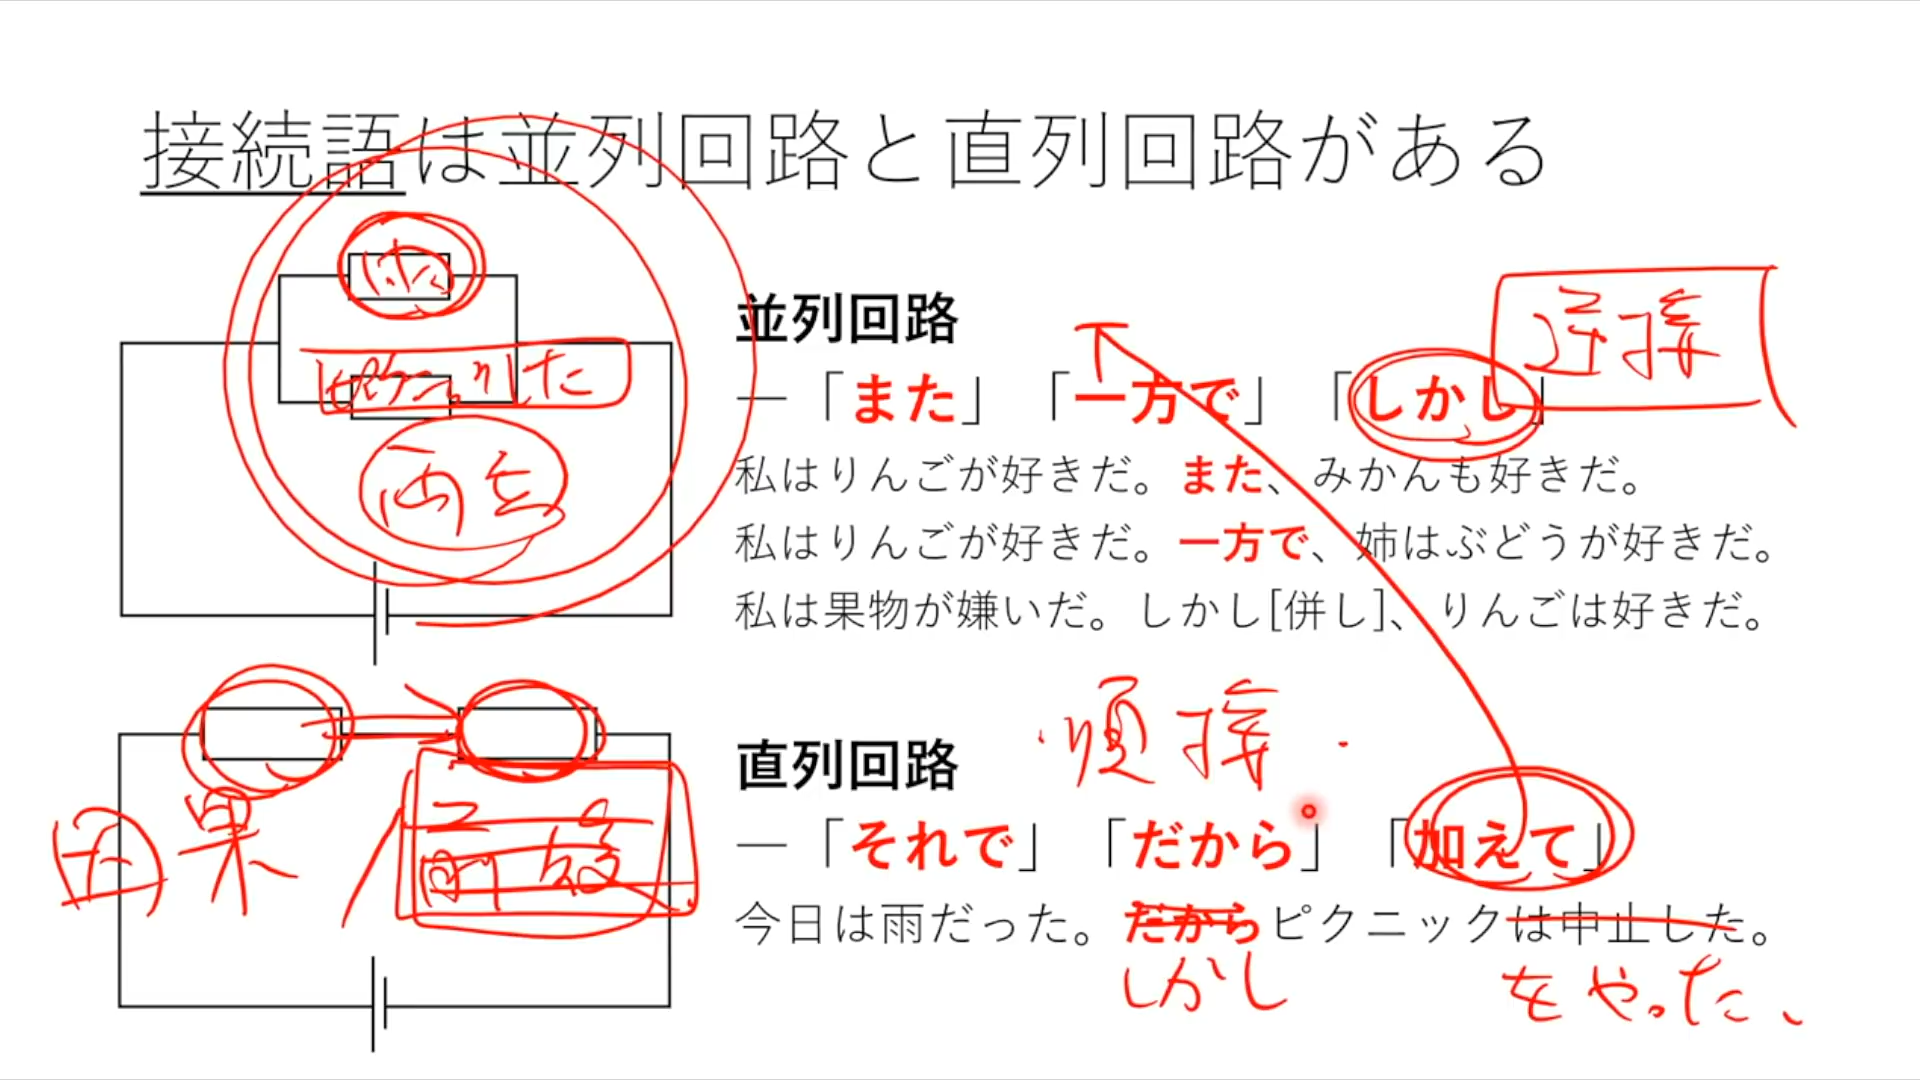 接続語は並列回路と直列回路がある
並列回路
―「また」「一方で」「しかし」
逆接
私はりんごが好きだ。また、みかんも好きだ。
私はりんごが好きだ。一方で、姉はぶどうが好きだ。
私は果物が嫌いだ。しかし[併し]、りんごは好きだ。
両立
直列回路
順接
―「それで」「だから」「加えて」
今日は雨だった。だからピクニックは中止した。
しかし
をやった、
因果